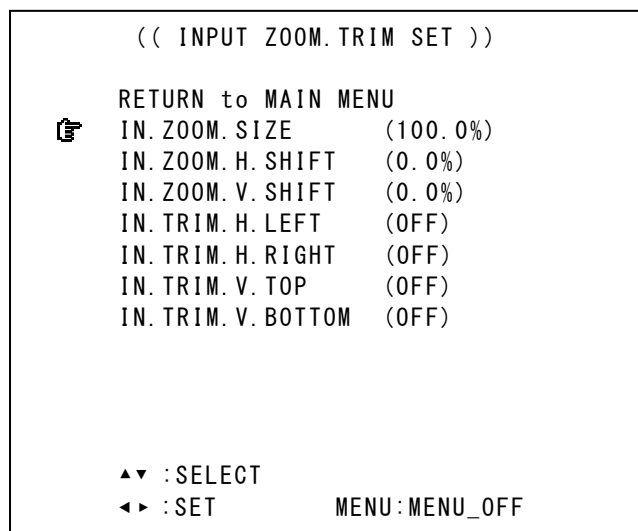 (( INPUT ZOOM.TRIM SET ))
RETURN to MAIN MENU
☞ IN.ZOOM.SIZE (100.0%)
IN.ZOOM.H.SHIFT (0.0%)
IN.ZOOM.V.SHIFT (0.0%)
IN.TRIM.H.LEFT (OFF)
IN.TRIM.H.RIGHT (OFF)
IN.TRIM.V.TOP (OFF)
IN.TRIM.V.BOTTOM (OFF)
▲▼ :SELECT
◄► :SET MENU:MENU_OFF